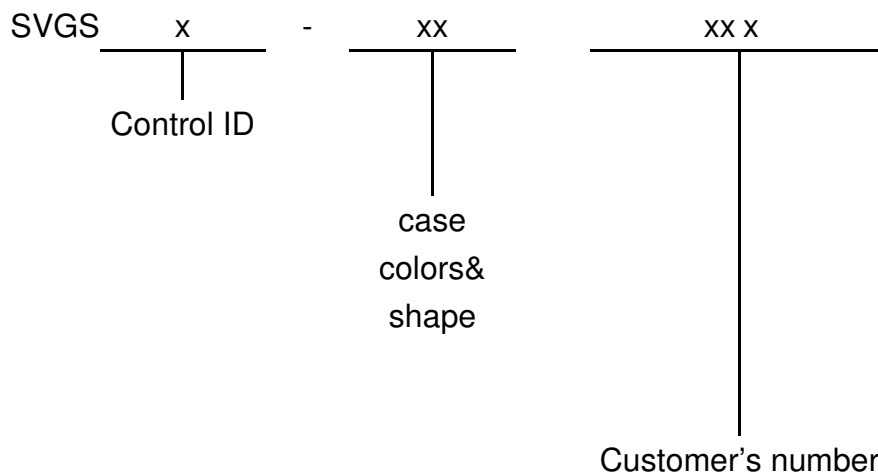 SVGS x - xx xx x
Control ID
case
colors&
shape
Customer's number